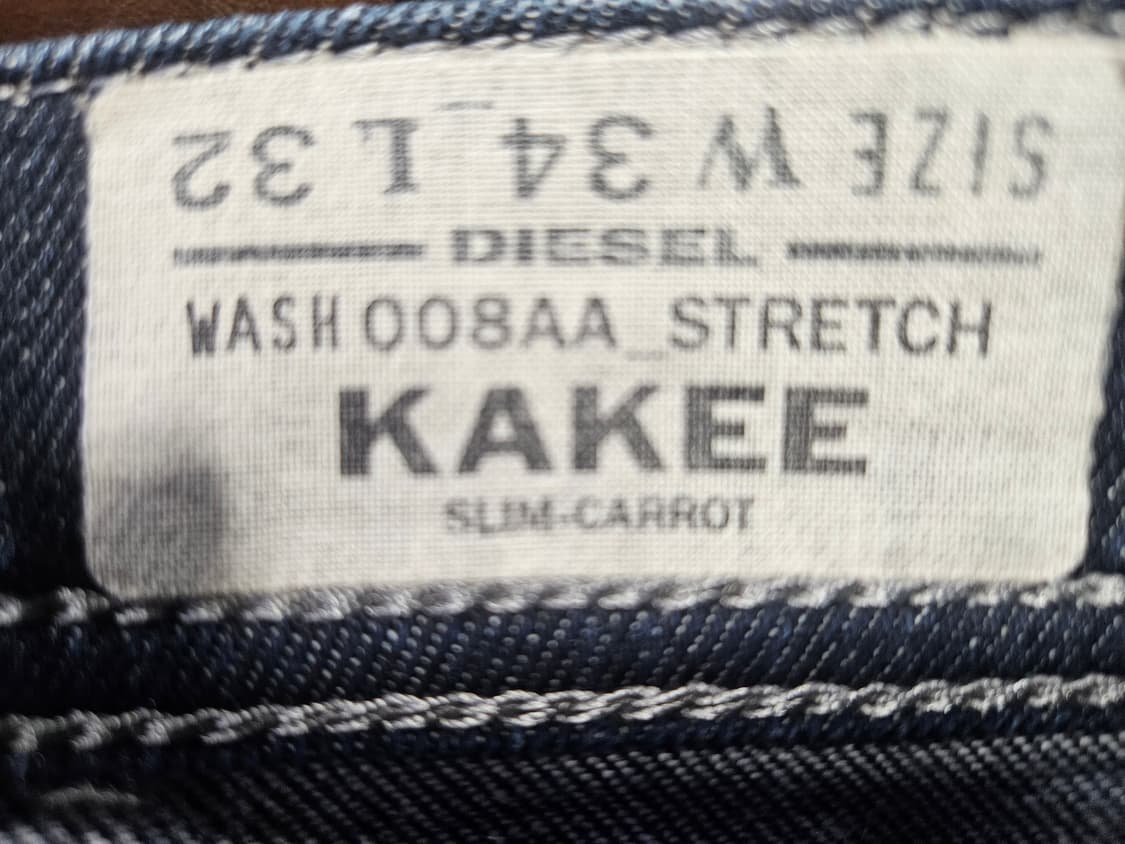 SIZE W 34 L 32
DIESEL
WASH 008AA_STRETCH
KAKEE
SLIM-CARROT